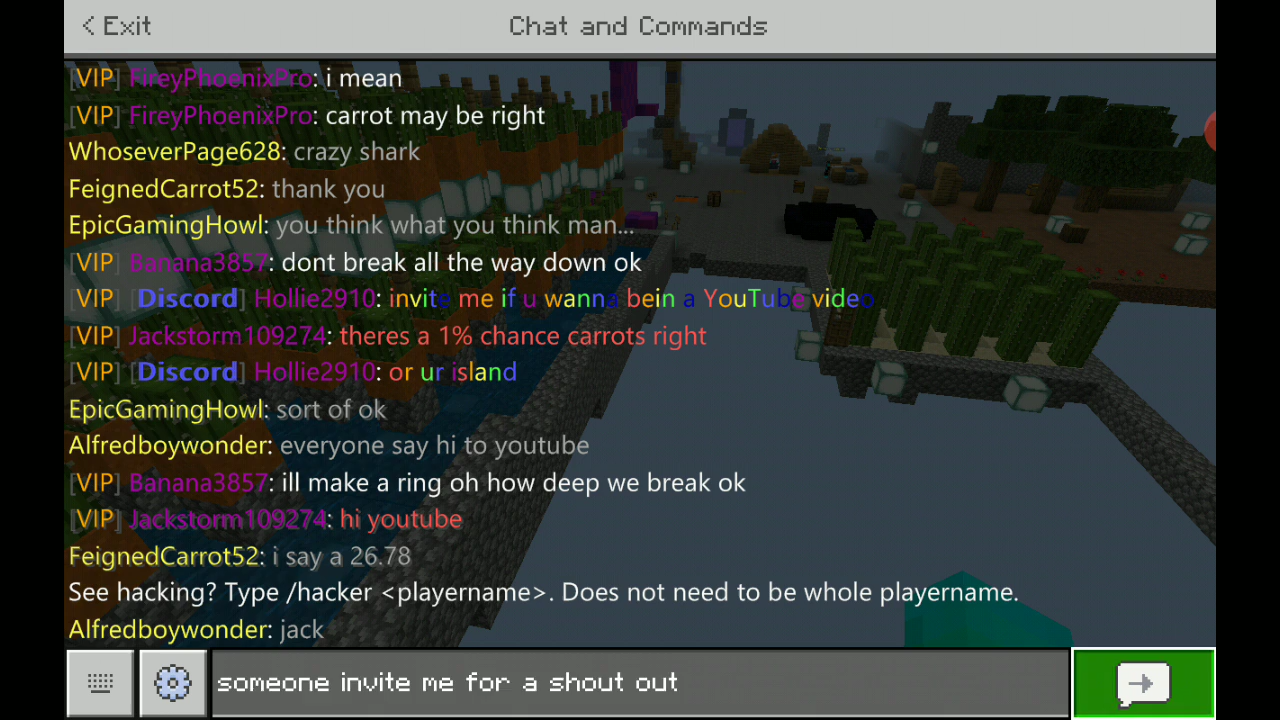 < Exit
Chat and Commands
[VIP] FireyPhoenixPro: i mean
[VIP] FireyPhoenixPro: carrot may be right
WhoseverPage628: crazy shark
FeignedCarrot52: thank you
EpicGamingHowl: you think what you think man...
[VIP] Banana3857: dont break all the way down ok
[VIP] [Discord] Hollie2910: invite me if u wanna bein a YouTube video
[VIP] Jackstorm109274: theres a 1% chance carrots right
[VIP] [Discord] Hollie2910: or ur island
EpicGamingHowl: sort of ok
Alfredboywonder: everyone say hi to youtube
[VIP] Banana3857: ill make a ring oh how deep we break ok
[VIP] Jackstorm109274: hi youtube
FeignedCarrot52: i say a 26.78
See hacking? Type /hacker <playername>. Does not need to be whole playername.
Alfredboywonder: jack
someone invite me for a shout out